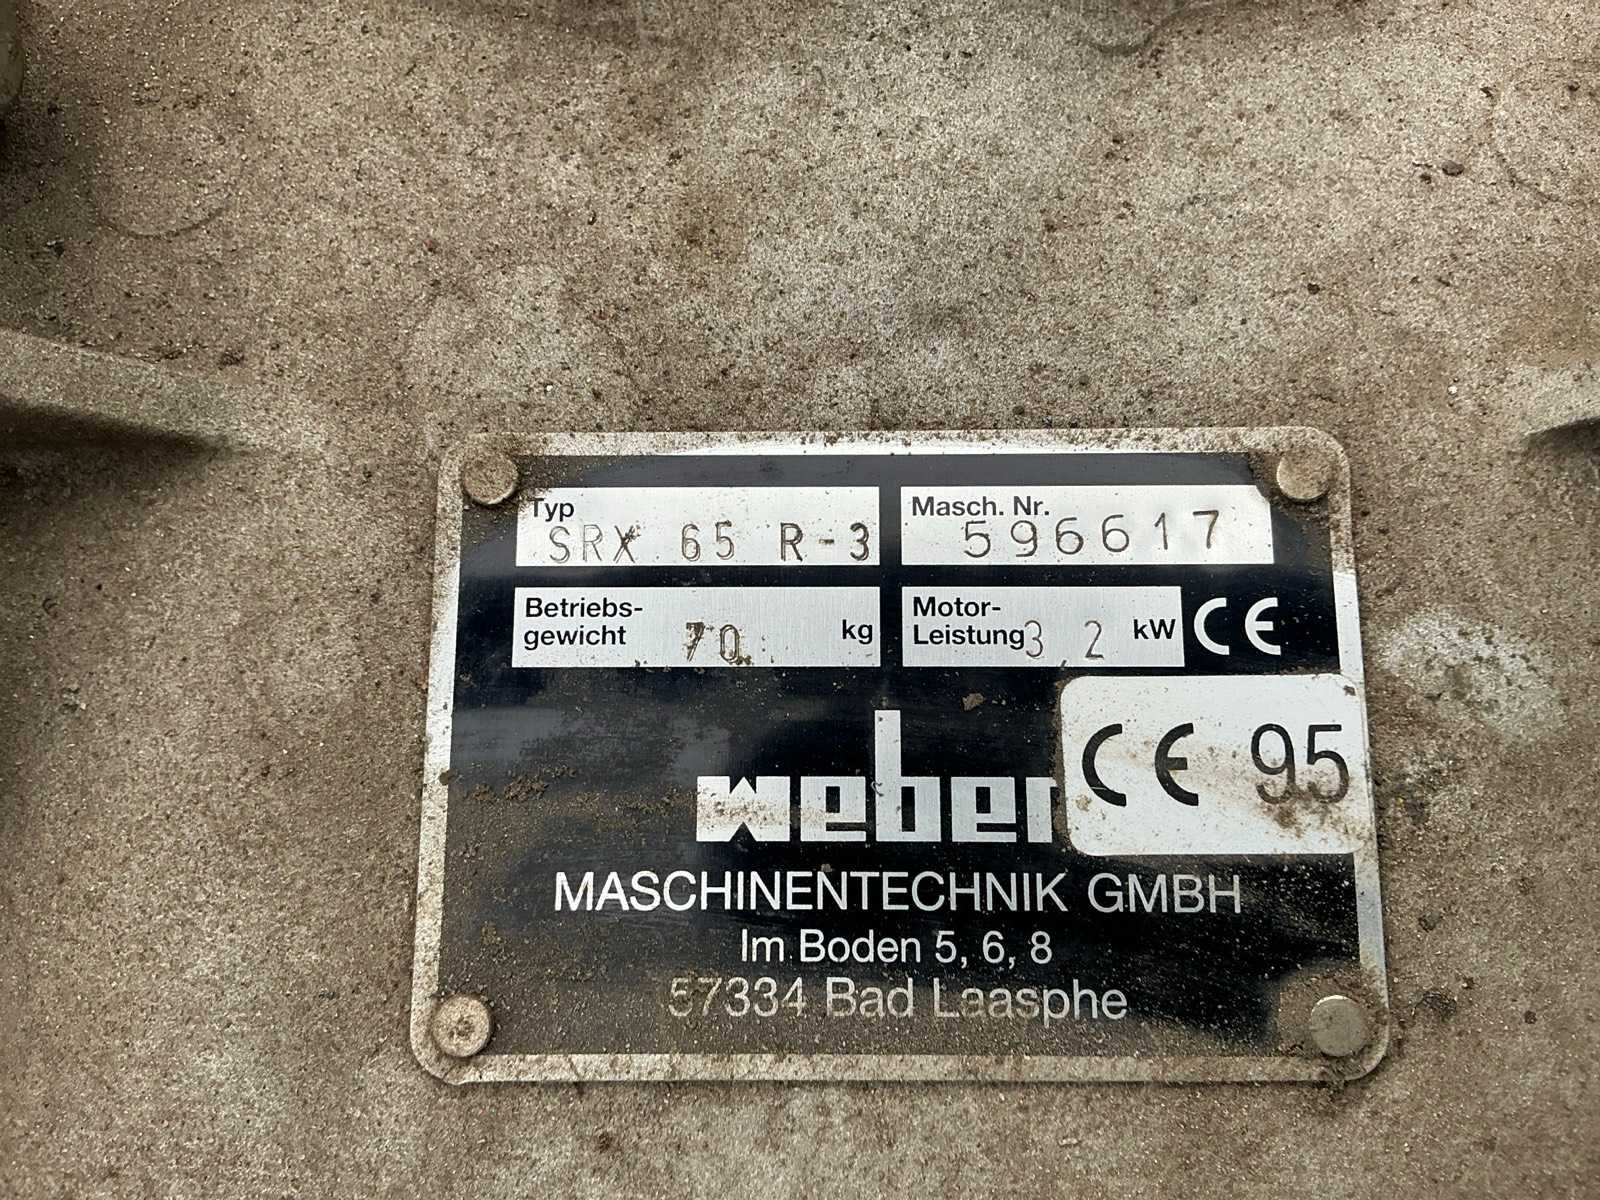 Typ
SRX 65 R-3
Masch. Nr.
596617
Betriebs-
gewicht 70 kg
Motor-
Leistung 3,2 kW
CE
weber
CE 95
MASCHINENTECHNIK GMBH
Im Boden 5, 6, 8
57334 Bad Laasphe